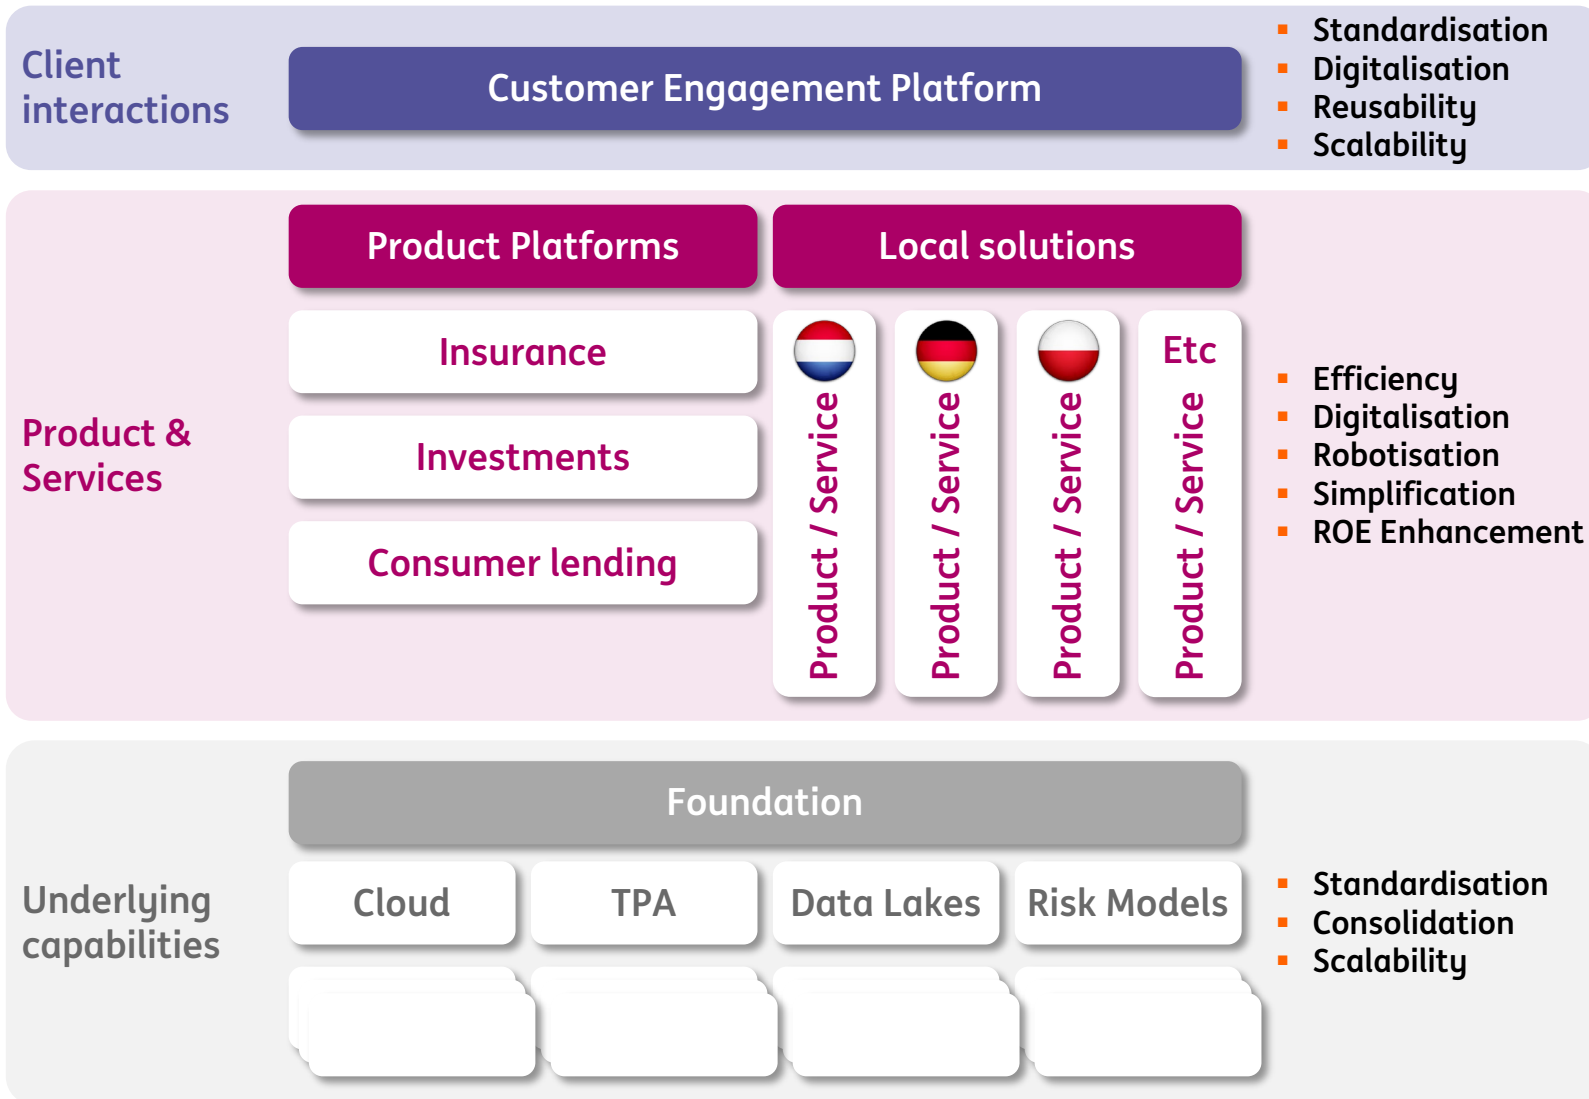 Client
interactions
Customer Engagement Platform
Standardisation
Digitalisation
Reusability
Scalability
Product &
Services
Product Platforms
Local solutions
Insurance
Investments
Consumer lending
Product / Service
Product / Service
Product / Service
Etc
Product / Service
Efficiency
Digitalisation
Robotisation
Simplification
ROE Enhancement
Underlying
capabilities
Foundation
Cloud
TPA
Data Lakes
Risk Models
Standardisation
Consolidation
Scalability